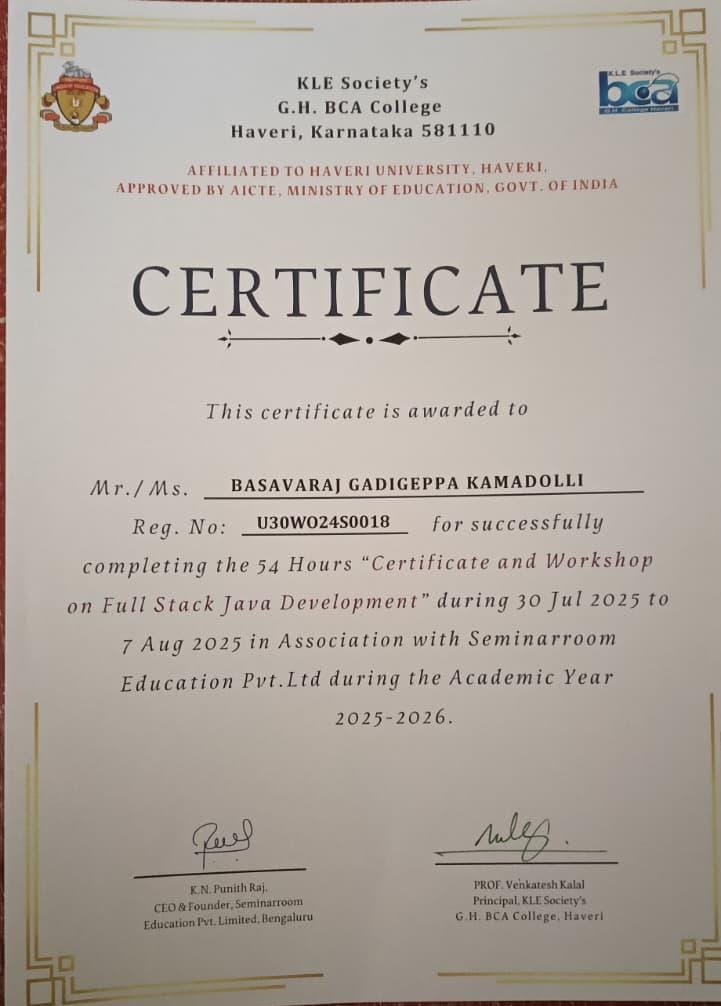 KLE Society's
G.H. BCA College
Haveri, Karnataka 581110
K.L.E Society's
bca
G.H. College Haveri
AFFILIATED TO HAVERI UNIVERSITY, HAVERI,
APPROVED BY AICTE, MINISTRY OF EDUCATION, GOVT. OF INDIA
CERTIFICATE
This certificate is awarded to
Mr./Ms. BASAVARAJ GADIGEPPA KAMADOLLI
Reg. No: U30WO24S0018 for successfully
completing the 54 Hours “Certificate and Workshop
on Full Stack Java Development” during 30 Jul 2025 to
7 Aug 2025 in Association with Seminarroom
Education Pvt.Ltd during the Academic Year
2025-2026.
K.N. Punith Raj,
CEO & Founder, Seminarroom
Education Pvt. Limited, Bengaluru
PROF. Venkatesh Kalal
Principal, KLE Society's
G.H. BCA College, Haveri